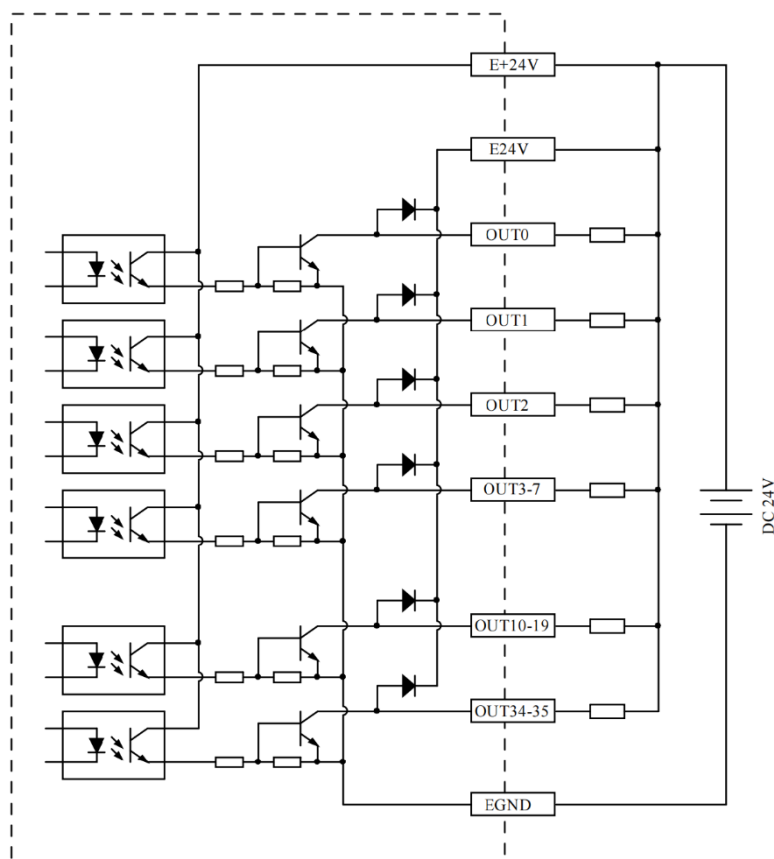 E+24V
E24V
OUT0
OUT1
OUT2
OUT3-7
DC 24V
OUT10-19
OUT34-35
EGND